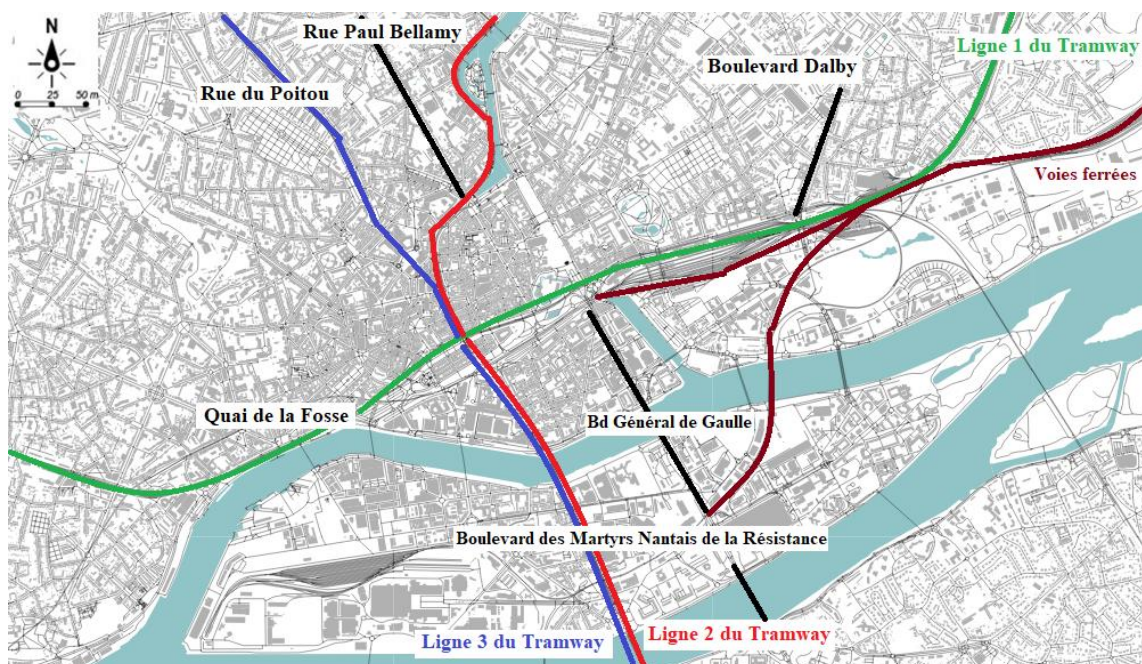 N
0 25 50 m
Rue Paul Bellamy
Ligne 1 du Tramway
Boulevard Dalby
Rue du Poitou
Voies ferrées
Quai de la Fosse
Bd Général de Gaulle
Boulevard des Martyrs Nantais de la Résistance
Ligne 3 du Tramway
Ligne 2 du Tramway